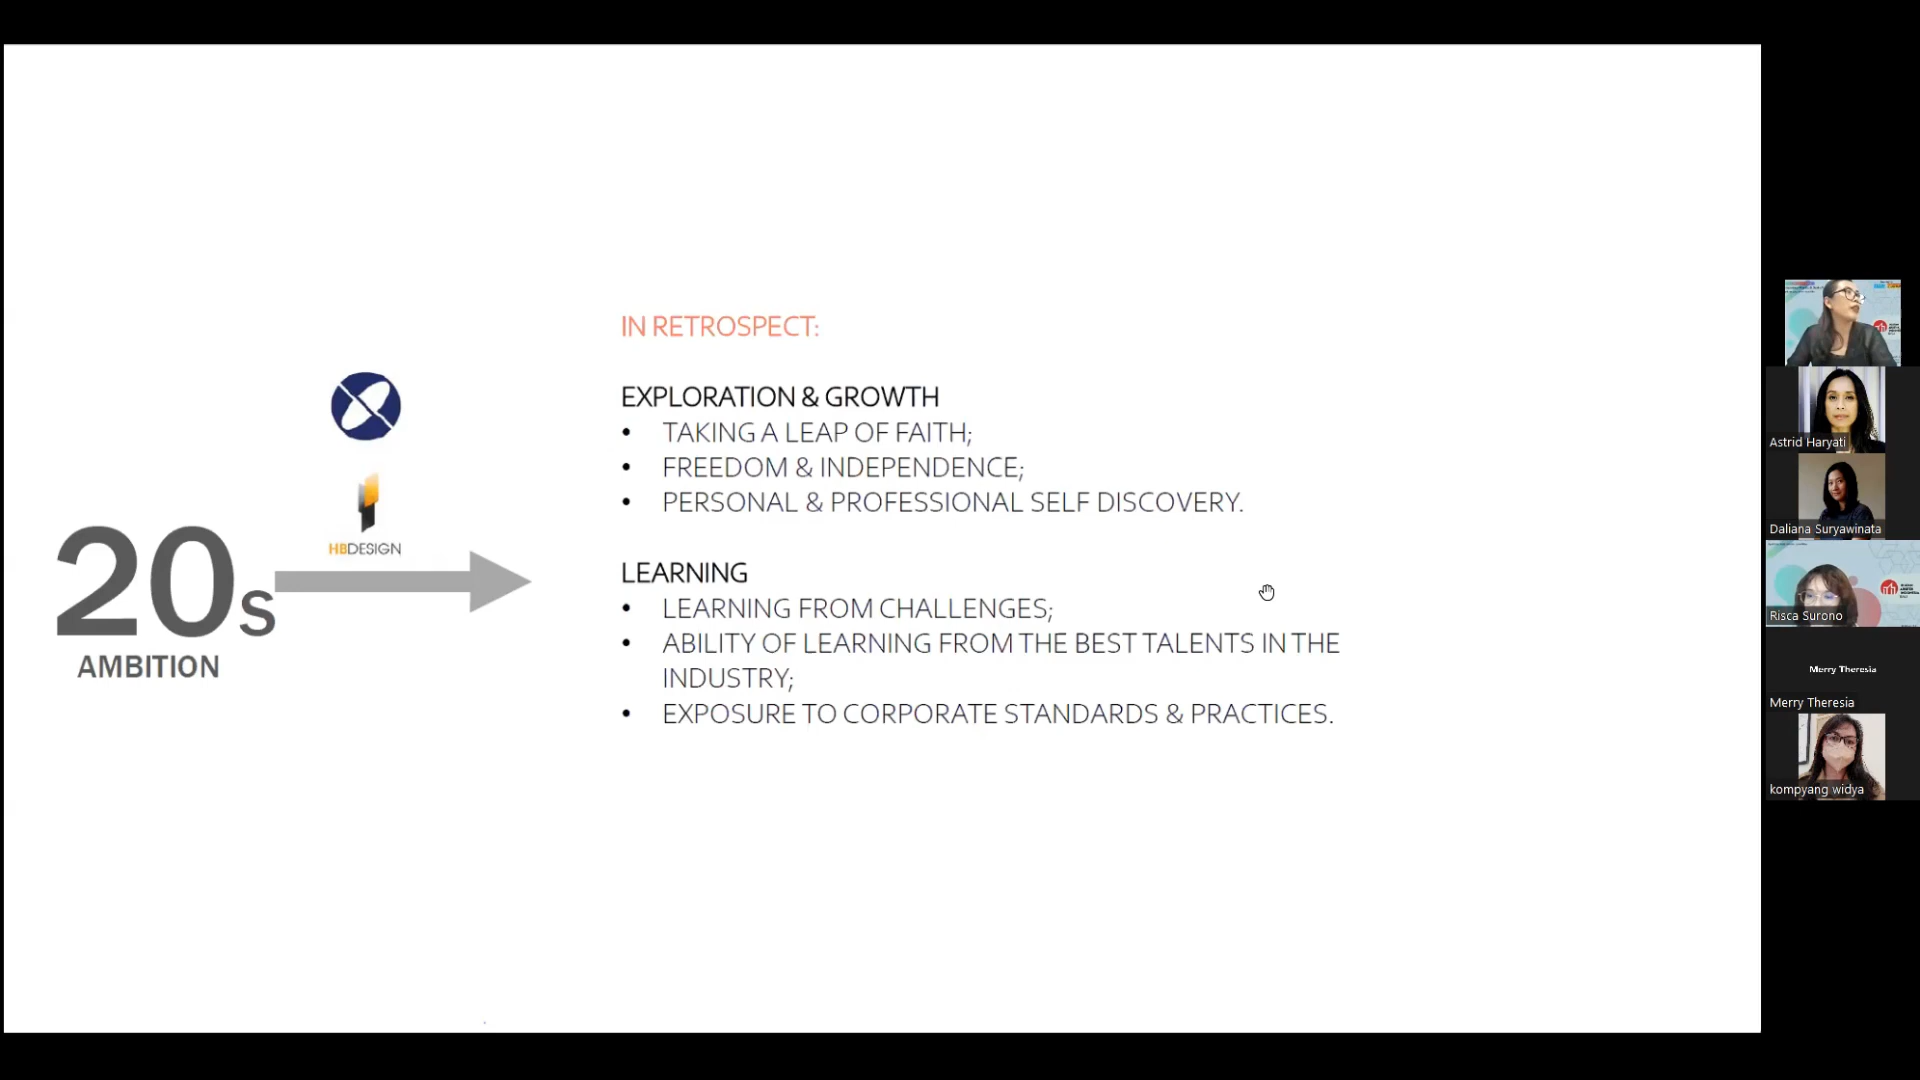 IN RETROSPECT:
EXPLORATION & GROWTH
• TAKING A LEAP OF FAITH;
• FREEDOM & INDEPENDENCE;
• PERSONAL & PROFESSIONAL SELF DISCOVERY.
LEARNING
• LEARNING FROM CHALLENGES;
• ABILITY OF LEARNING FROM THE BEST TALENTS IN THE
INDUSTRY;
• EXPOSURE TO CORPORATE STANDARDS & PRACTICES.
HBDESIGN
20s
AMBITION
Astrid Haryati
Daliana Suryawinata
Risca Surono
Merry Theresia
Merry Theresia
kompyang widya